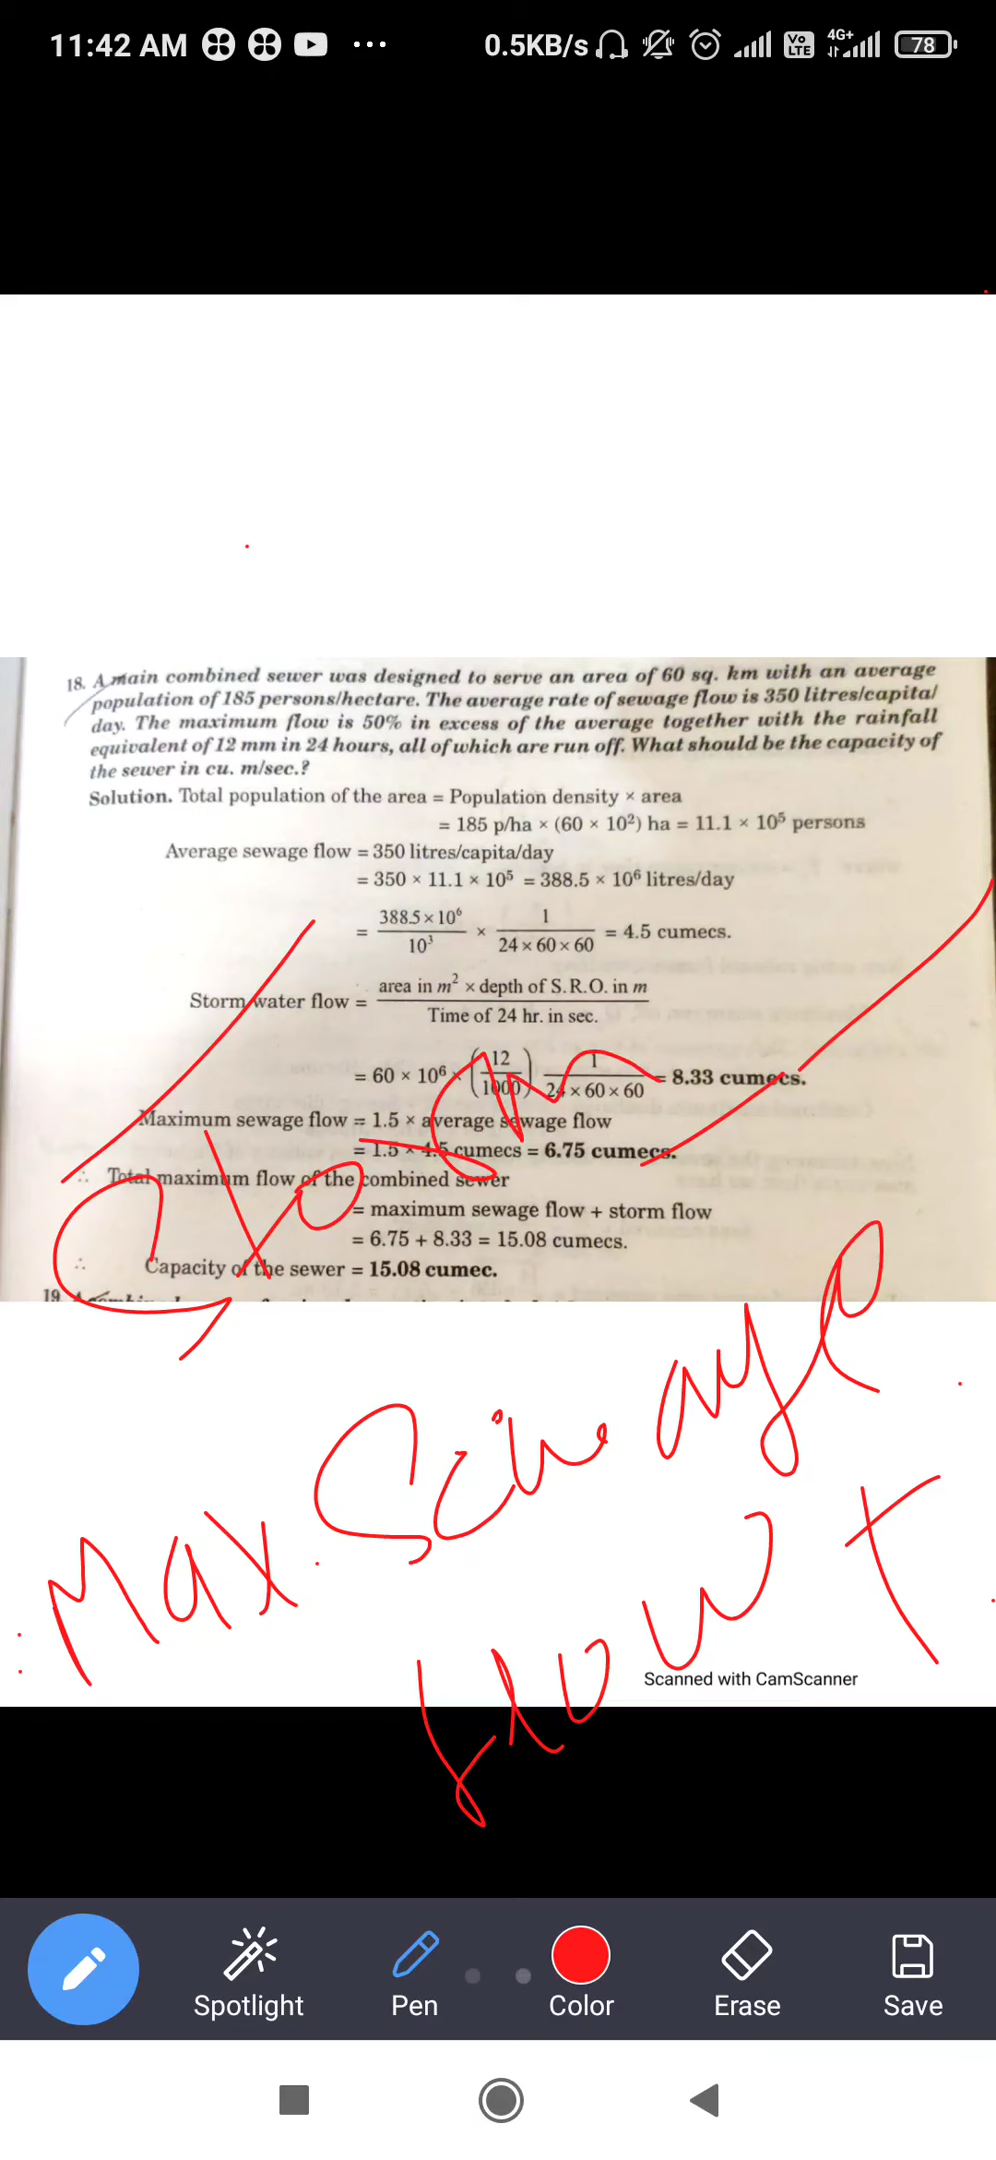 11:42 AM ... 0.5KB/s Vo LTE 4G+ 78
18. A main combined sewer was designed to serve an area of 60 sq. km with an average
population of 185 persons/hectare. The average rate of sewage flow is 350 litres/capita/
day. The maximum flow is 50% in excess of the average together with the rainfall
equivalent of 12 mm in 24 hours, all of which are run off. What should be the capacity of
the sewer in cu. m/sec.?
Solution. Total population of the area = Population density × area
= 185 p/ha × (60 × 10²) ha = 11.1 × 10⁵ persons
Average sewage flow = 350 litres/capita/day
= 350 × 11.1 × 10⁵ = 388.5 × 10⁶ litres/day
= 388.5 × 10⁶ / 10³ × 1 / 24 × 60 × 60 = 4.5 cumecs.
Storm water flow = area in m² × depth of S.R.O. in m / Time of 24 hr. in sec.
= 60 × 10⁶ × (12 / 1000) 1 / 24 × 60 × 60 = 8.33 cumecs.
Maximum sewage flow = 1.5 × average sewage flow
= 1.5 × 4.5 cumecs = 6.75 cumecs.
∴ Total maximum flow of the combined sewer
= maximum sewage flow + storm flow
= 6.75 + 8.33 = 15.08 cumecs.
∴ Capacity of the sewer = 15.08 cumec.
19.
Storm
Max. Sewage
flow +
Scanned with CamScanner
Spotlight Pen Color Erase Save